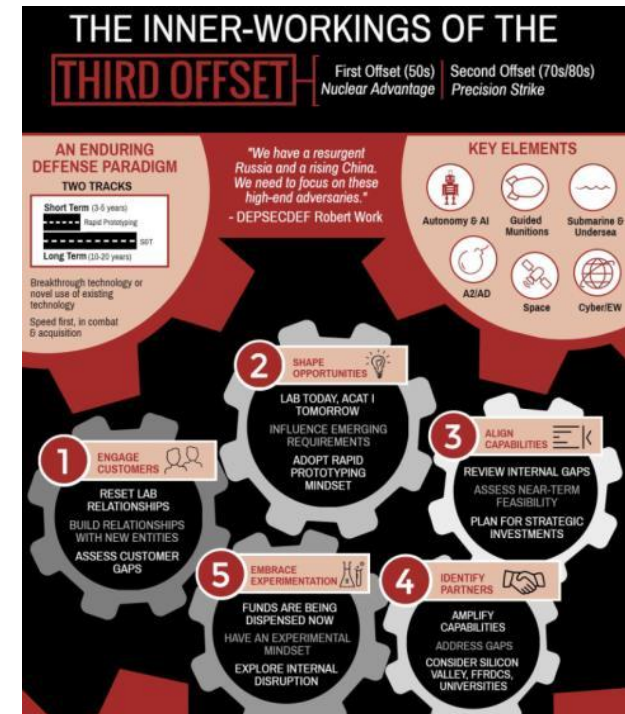 THE INNER-WORKINGS OF THE
THIRD OFFSET
First Offset (50s)
Nuclear Advantage
Second Offset (70s/80s)
Precision Strike
AN ENDURING
DEFENSE PARADIGM
TWO TRACKS
Short Term (3-5 years)
Rapid Prototyping
S&T
Long Term (10-20 years)
Breakthrough technology or
novel use of existing
technology
Speed first, in combat
& acquisition
"We have a resurgent
Russia and a rising China.
We need to focus on these
high-end adversaries."
- DEPSECDEF Robert Work
KEY ELEMENTS
Autonomy & AI
Guided
Munitions
Submarine &
Undersea
A2/AD
Space
Cyber/EW
1
ENGAGE
CUSTOMERS
RESET LAB
RELATIONSHIPS
BUILD RELATIONSHIPS
WITH NEW ENTITIES
ASSESS CUSTOMER
GAPS
2
SHAPE
OPPORTUNITIES
LAB TODAY, ACAT I
TOMORROW
INFLUENCE EMERGING
REQUIREMENTS
ADOPT RAPID
PROTOTYPING
MINDSET
3
ALIGN
CAPABILITIES
REVIEW INTERNAL GAPS
ASSESS NEAR-TERM
FEASIBILITY
PLAN FOR STRATEGIC
INVESTMENTS
4
IDENTIFY
PARTNERS
AMPLIFY
CAPABILITIES
ADDRESS GAPS
CONSIDER SILICON
VALLEY, FFRDCS,
UNIVERSITIES
5
EMBRACE
EXPERIMENTATION
FUNDS ARE BEING
DISPENSED NOW
HAVE AN EXPERIMENTAL
MINDSET
EXPLORE INTERNAL
DISRUPTION